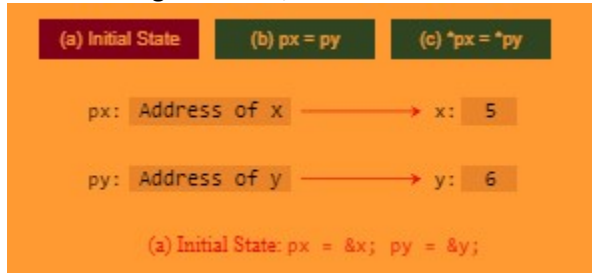 (a) Initial State (b) px = py (c) *px = *py
px: Address of x x: 5
py: Address of y y: 6
(a) Initial State: px = &x; py = &y;